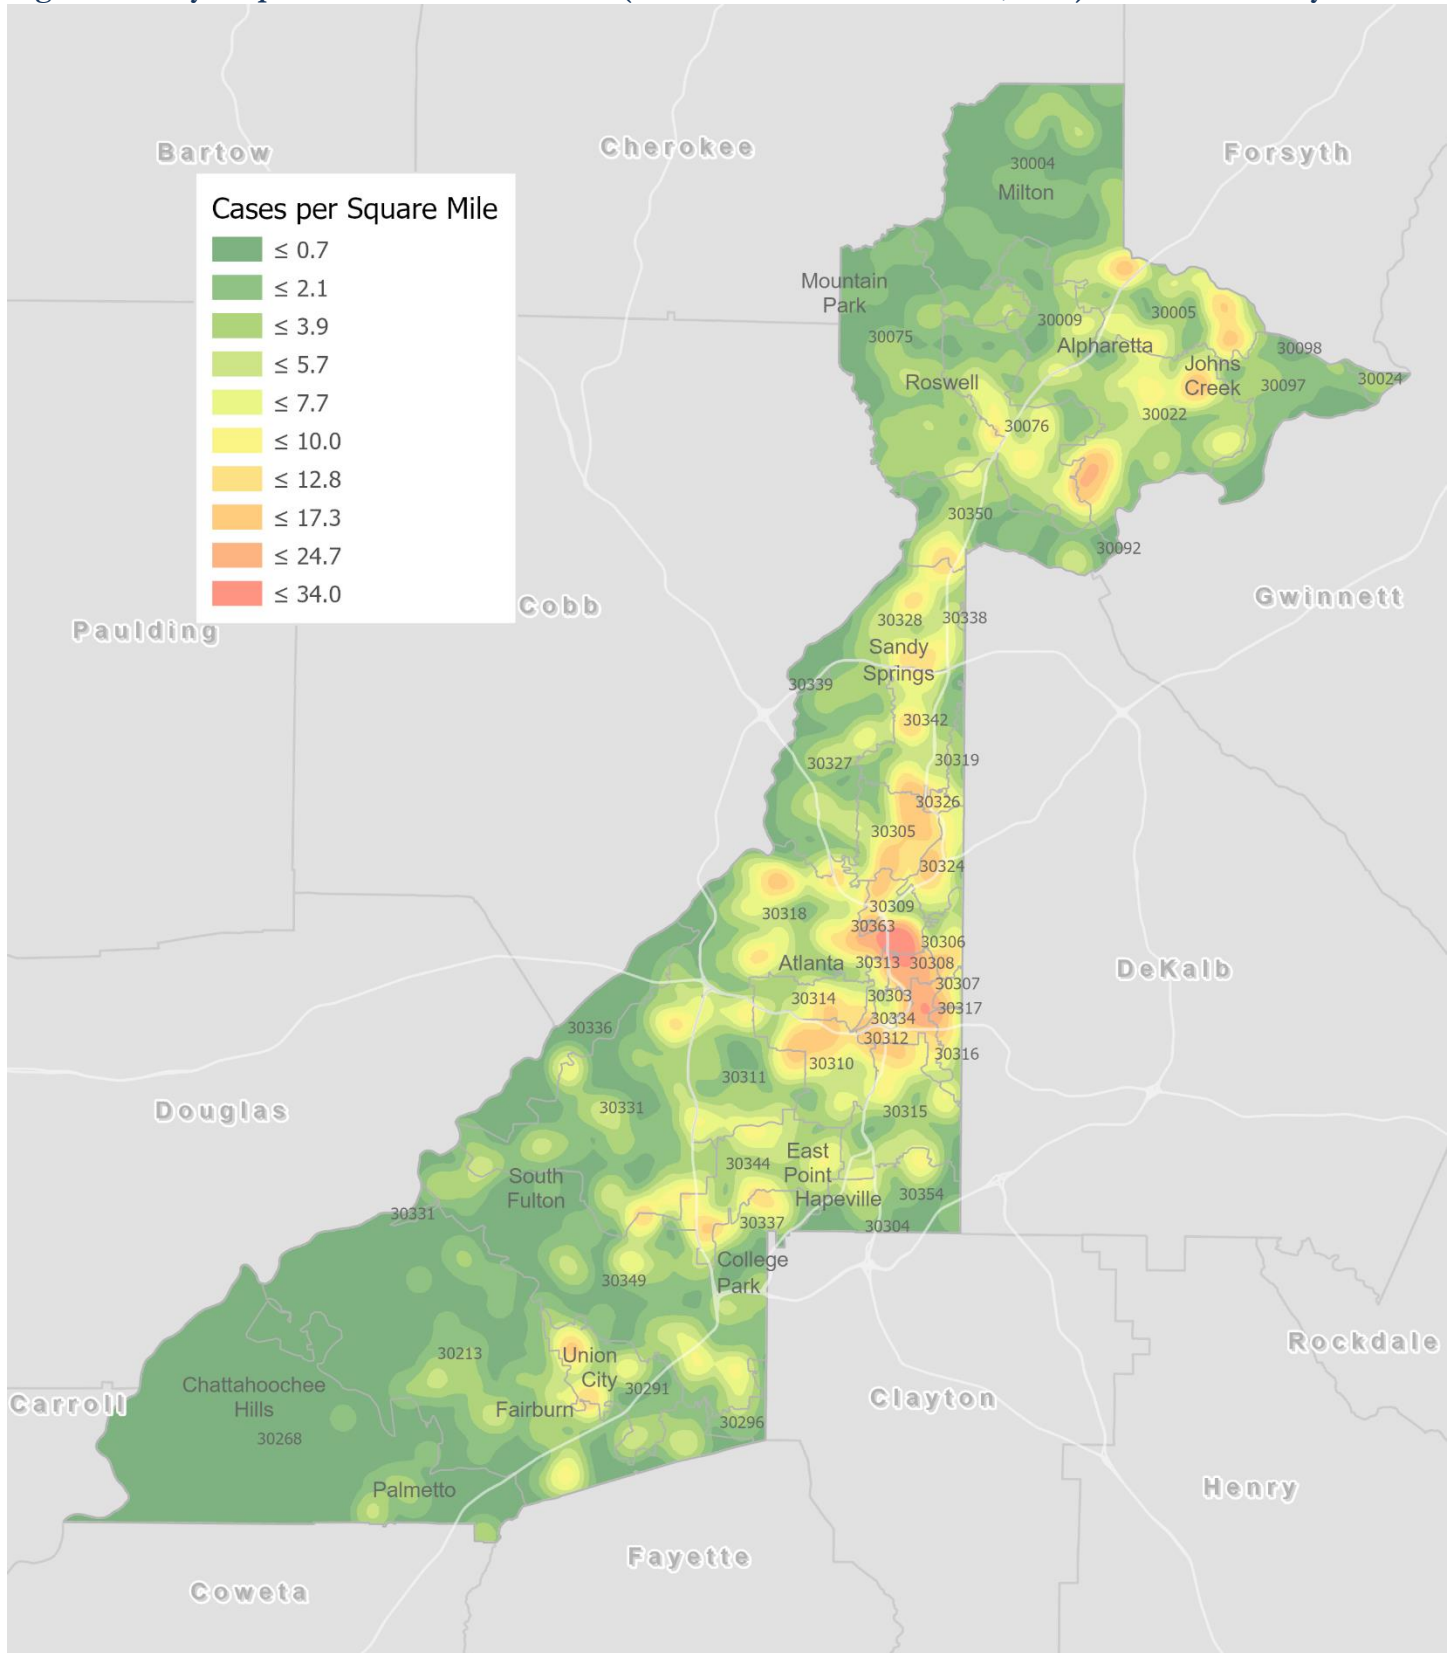 Bartow
Cherokee
Forsyth
Cases per Square Mile
≤ 0.7
≤ 2.1
≤ 3.9
≤ 5.7
≤ 7.7
≤ 10.0
≤ 12.8
≤ 17.3
≤ 24.7
≤ 34.0
30004
Milton
Mountain
Park
30075
30009
30005
Alpharetta
30098
Johns
Creek
30097
30024
Roswell
30022
30076
30350
30092
Cobb
Gwinnett
Paulding
30328
30338
Sandy
Springs
30339
30342
30327
30319
30326
30305
30324
30318
30309
30363
30306
Atlanta
30313
30308
DeKalb
30307
30314
30303
30317
30334
30336
30312
30316
30310
30311
Douglas
30331
30315
East
Point
30344
South
Fulton
Hapeville
30354
30331
30337
30304
College
Park
30349
Rockdale
30213
Union
City
Chattahoochee
Hills
30291
Carroll
Clayton
Fairburn
30296
30268
Palmetto
Henry
Fayette
Coweta